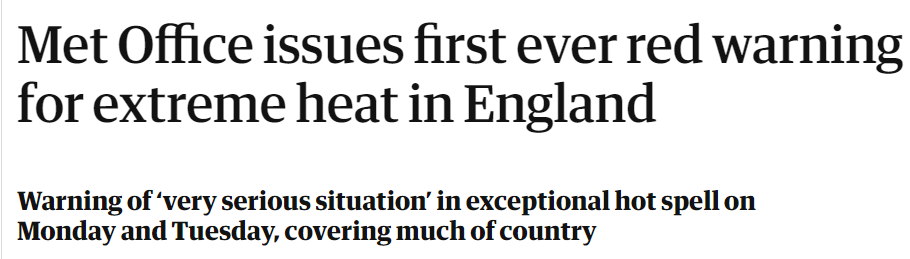 Met Office issues first ever red warning
for extreme heat in England
Warning of ‘very serious situation’ in exceptional hot spell on
Monday and Tuesday, covering much of country